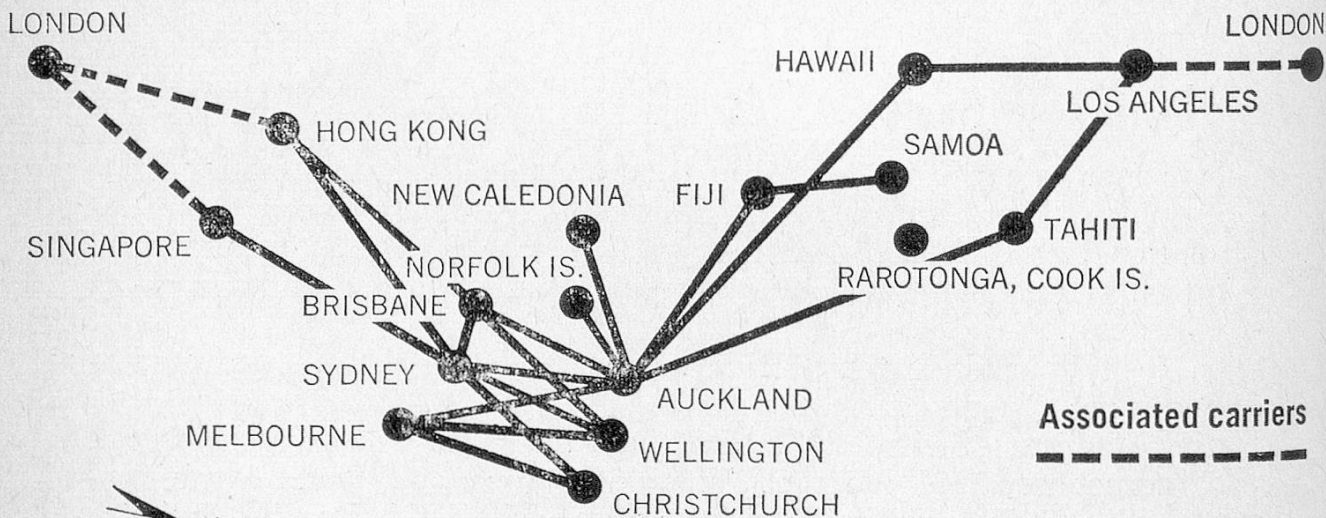 LONDON
LONDON
HAWAII
LOS ANGELES
HONG KONG
SAMOA
NEW CALEDONIA
FIJI
SINGAPORE
TAHITI
NORFOLK IS.
RAROTONGA, COOK IS.
BRISBANE
SYDNEY
AUCKLAND
Associated carriers
MELBOURNE
WELLINGTON
CHRISTCHURCH